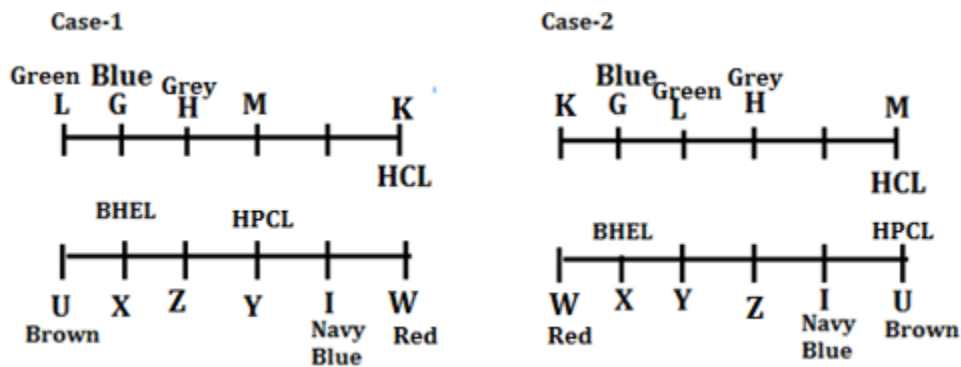 Case-1
Green Blue Grey
L G H M K
HCL
BHEL HPCL
U X Z Y I W
Brown Navy Blue Red
Case-2
Blue Green Grey
K G L H M
HCL
BHEL HPCL
W X Y Z I U
Red Navy Blue Brown